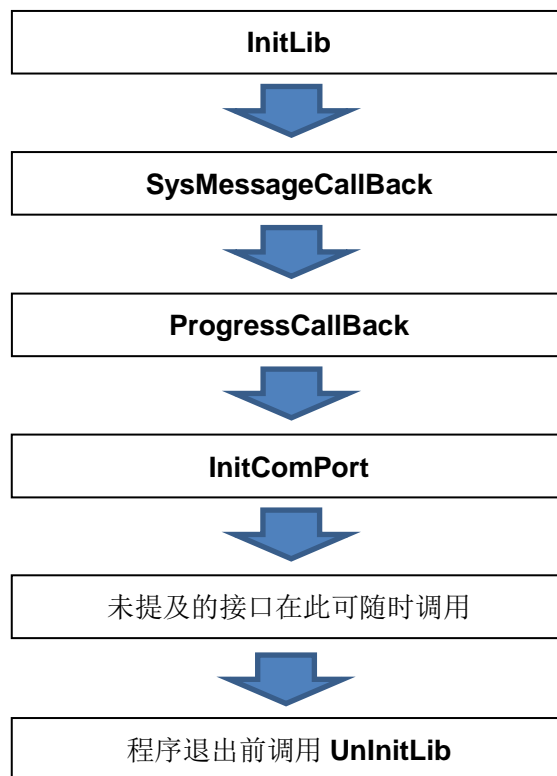 InitLib
SysMessageCallBack
ProgressCallBack
InitComPort
未提及的接口在此可随时调用
程序退出前调用 UnInitLib